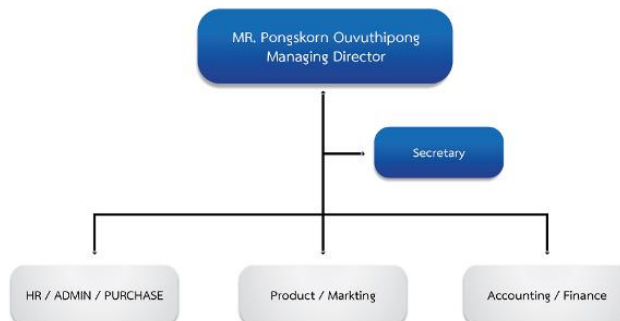 MR. Pongskorn Ouvuthipong
Managing Director
Secretary
HR / ADMIN / PURCHASE
Product / Markting
Accounting / Finance